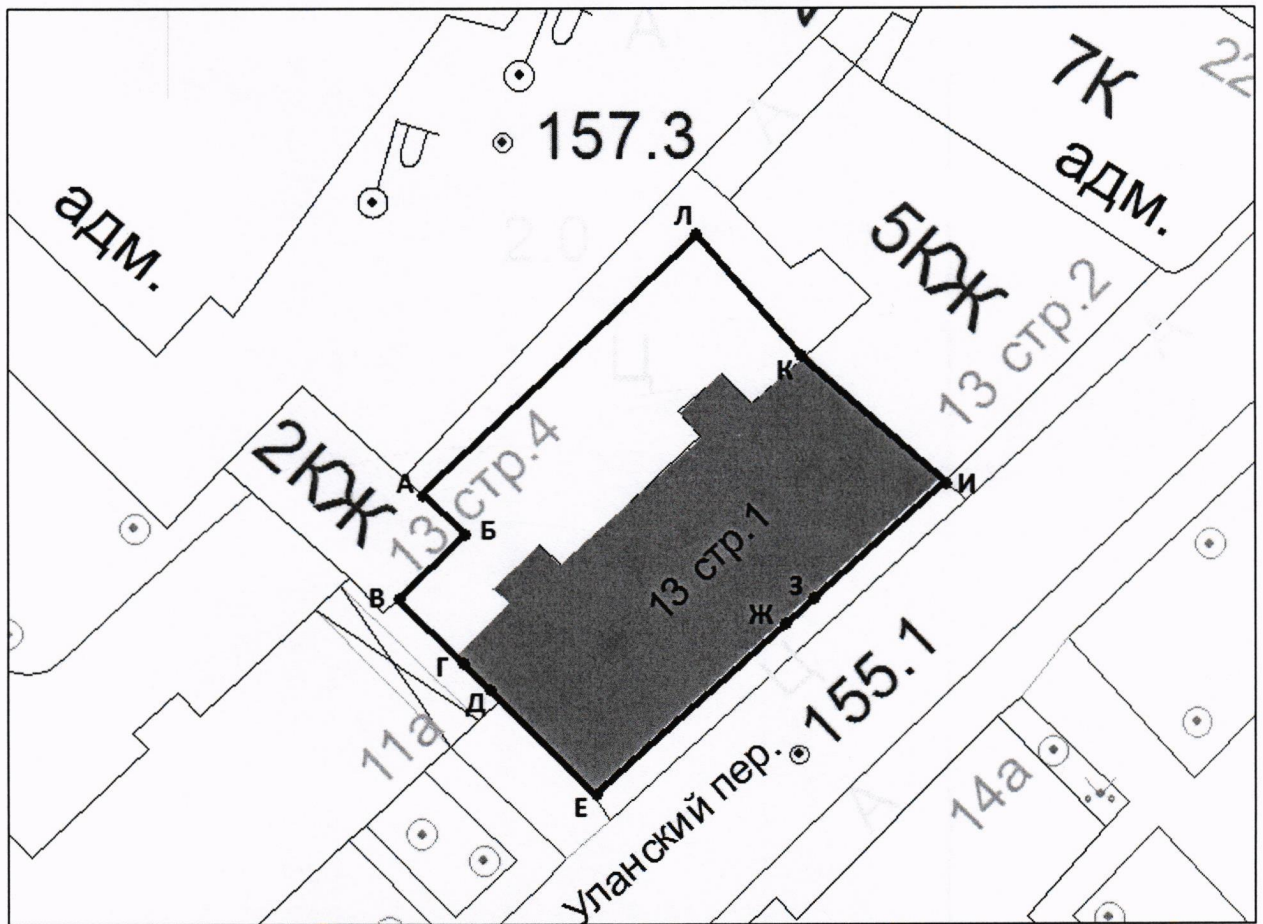 адм.
157.3
7К
адм.
22
2.0
Л
5КЖ
13 стр.2
К
Ц
2КЖ
13 стр.4
А
Б
И
13 стр.1
В
З
Ж
Г
Д
Ц
155.1
11а
Е
Уланский пер.
14а
А